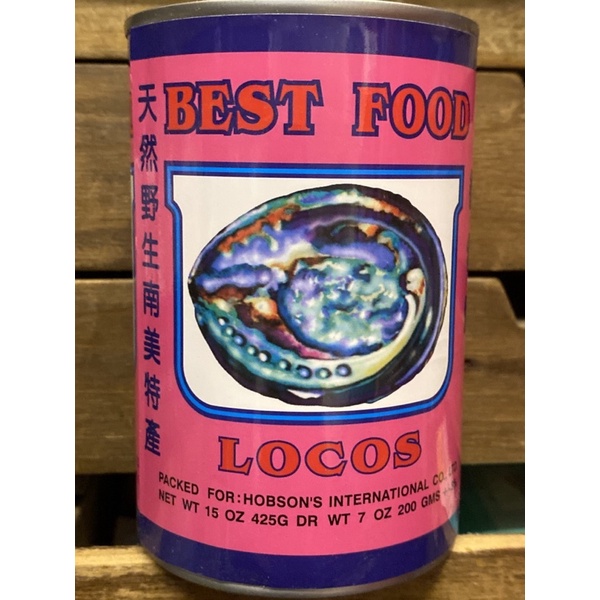 BEST FOOD
天然野生南美特產
LOCOS
PACKED FOR:HOBSON'S INTERNATIONAL CO., LTD
NET WT 15 OZ 425G DR WT 7 OZ 200 GMS